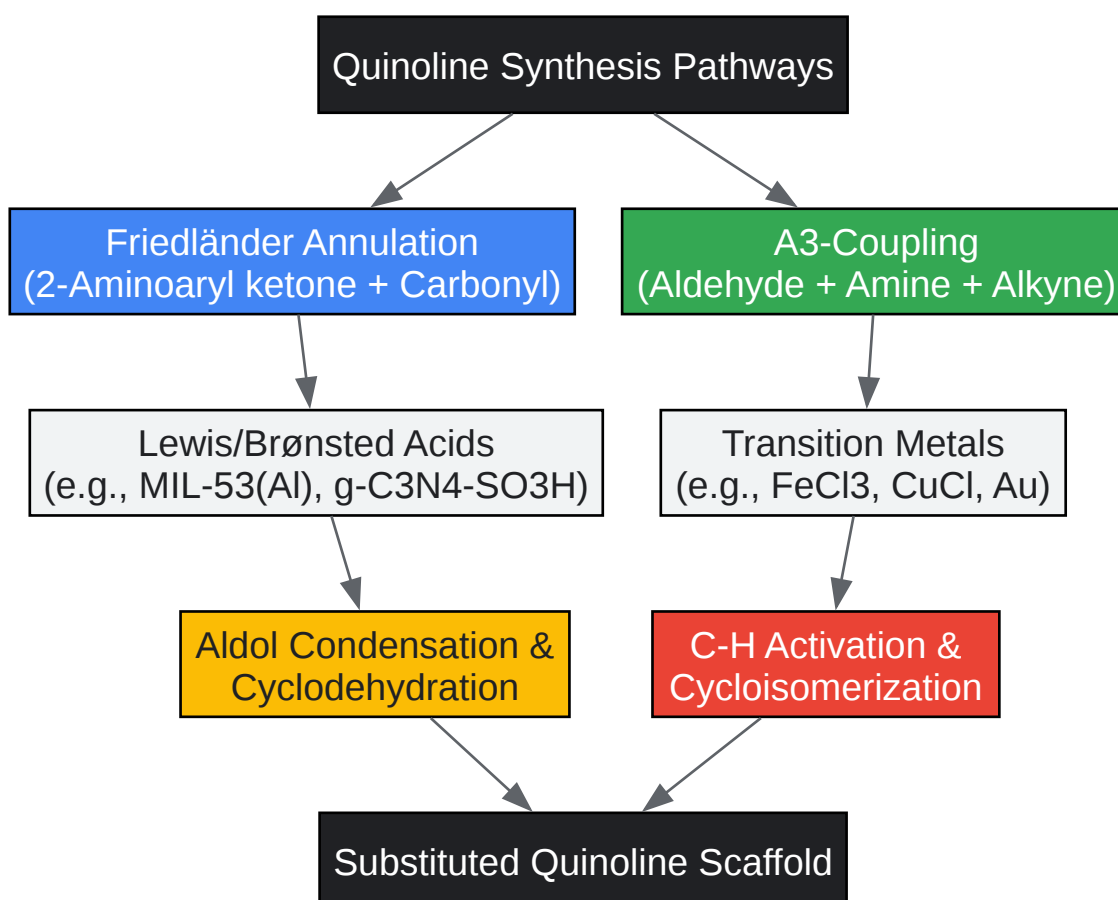 Quinoline Synthesis Pathways
Friedländer Annulation
(2-Aminoaryl ketone + Carbonyl)
A3-Coupling
(Aldehyde + Amine + Alkyne)
Lewis/Brønsted Acids
(e.g., MIL-53(Al), g-C3N4-SO3H)
Transition Metals
(e.g., FeCl3, CuCl, Au)
Aldol Condensation &
Cyclodehydration
C-H Activation &
Cycloisomerization
Substituted Quinoline Scaffold